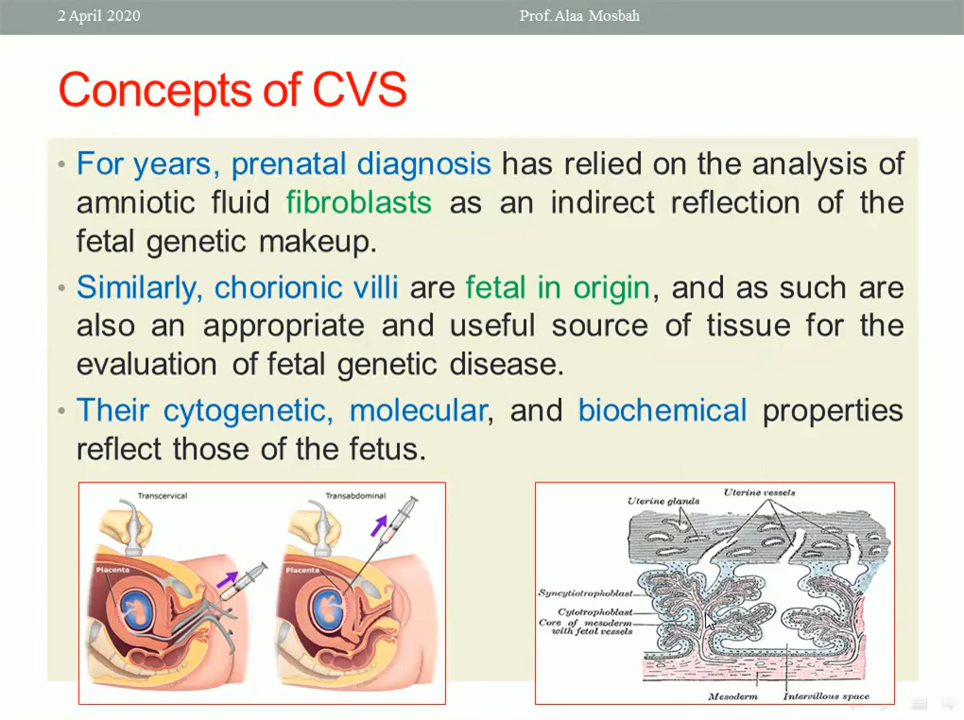 2 April 2020
Prof.Alaa Mosbah
Concepts of CVS
• For years, prenatal diagnosis has relied on the analysis of
amniotic fluid fibroblasts as an indirect reflection of the
fetal genetic makeup.
• Similarly, chorionic villi are fetal in origin, and as such are
also an appropriate and useful source of tissue for the
evaluation of fetal genetic disease.
• Their cytogenetic, molecular, and biochemical properties
reflect those of the fetus.
Transcervical
Transabdominal
Placenta
Placenta
Uterine vessels
Uterine glands
Syncytiotrophoblast
Cytotrophoblast
Core of mesoderm
with fetal vessels
Mesoderm
Intervillous space